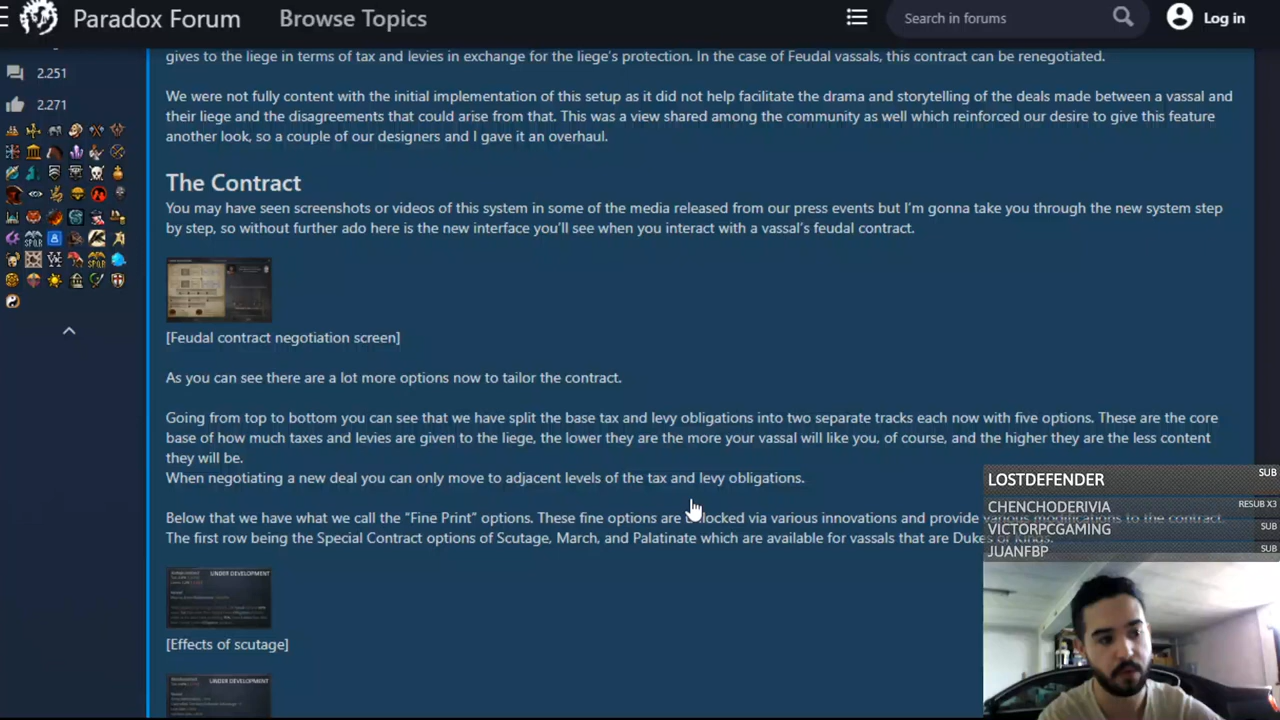 Paradox Forum
Browse Topics
Search in forums
Log in
2.251
2.271
gives to the liege in terms of tax and levies in exchange for the liege's protection. In the case of Feudal vassals, this contract can be renegotiated.
We were not fully content with the initial implementation of this setup as it did not help facilitate the drama and storytelling of the deals made between a vassal and
their liege and the disagreements that could arise from that. This was a view shared among the community as well which reinforced our desire to give this feature
another look, so a couple of our designers and I gave it an overhaul.
The Contract
You may have seen screenshots or videos of this system in some of the media released from our press events but I'm gonna take you through the new system step
by step, so without further ado here is the new interface you'll see when you interact with a vassal's feudal contract.
[Feudal contract negotiation screen]
As you can see there are a lot more options now to tailor the contract.
Going from top to bottom you can see that we have split the base tax and levy obligations into two separate tracks each now with five options. These are the core
base of how much taxes and levies are given to the liege, the lower they are the more your vassal will like you, of course, and the higher they are the less content
they will be.
When negotiating a new deal you can only move to adjacent levels of the tax and levy obligations.
Below that we have what we call the "Fine Print" options. These fine options are unlocked via various innovations and provide various modifications to the contract.
The first row being the Special Contract options of Scutage, March, and Palatinate which are available for vassals that are Dukes or Kings.
UNDER DEVELOPMENT
[Effects of scutage]
UNDER DEVELOPMENT
LOSTDEFENDER SUB
CHENCHODERIVIA RESUB X3
VICTORPCGAMING SUB
JUANFBP SUB